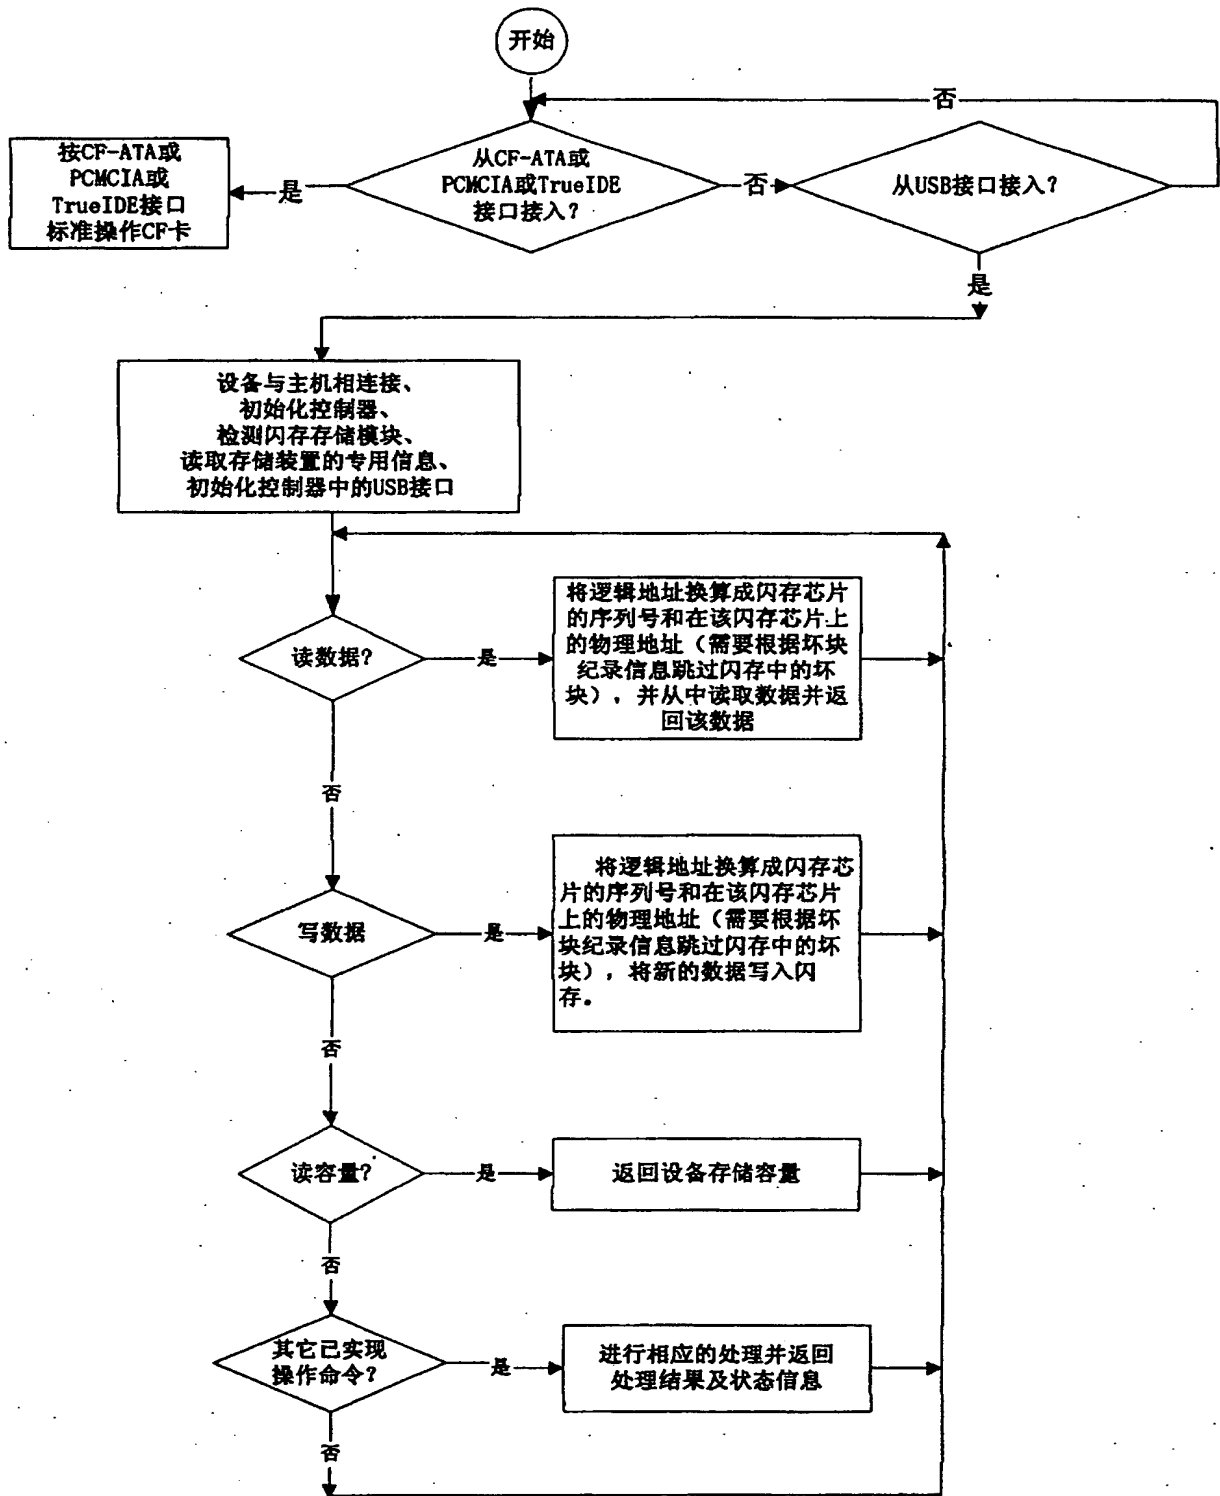 开始
否
按CF-ATA或
PCMCIA或
TrueIDE接口
标准操作CF卡
是
从CF-ATA或
PCMCIA或TrueIDE
接口接入?
否
从USB接口接入?
是
设备与主机相连接、
初始化控制器、
检测闪存存储模块、
读取存储装置的专用信息、
初始化控制器中的USB接口
读数据?
是
将逻辑地址换算成闪存芯片
的序列号和在该闪存芯片上
的物理地址（需要根据坏块
纪录信息跳过闪存中的坏
块），并从中读取数据并返
回该数据
否
写数据
是
将逻辑地址换算成闪存芯
片的序列号和在该闪存芯片
上的物理地址（需要根据坏
块纪录信息跳过闪存中的坏
块），将新的数据写入闪
存。
否
读容量?
是
返回设备存储容量
否
其它已实现
操作命令?
是
进行相应的处理并返回
处理结果及状态信息
否